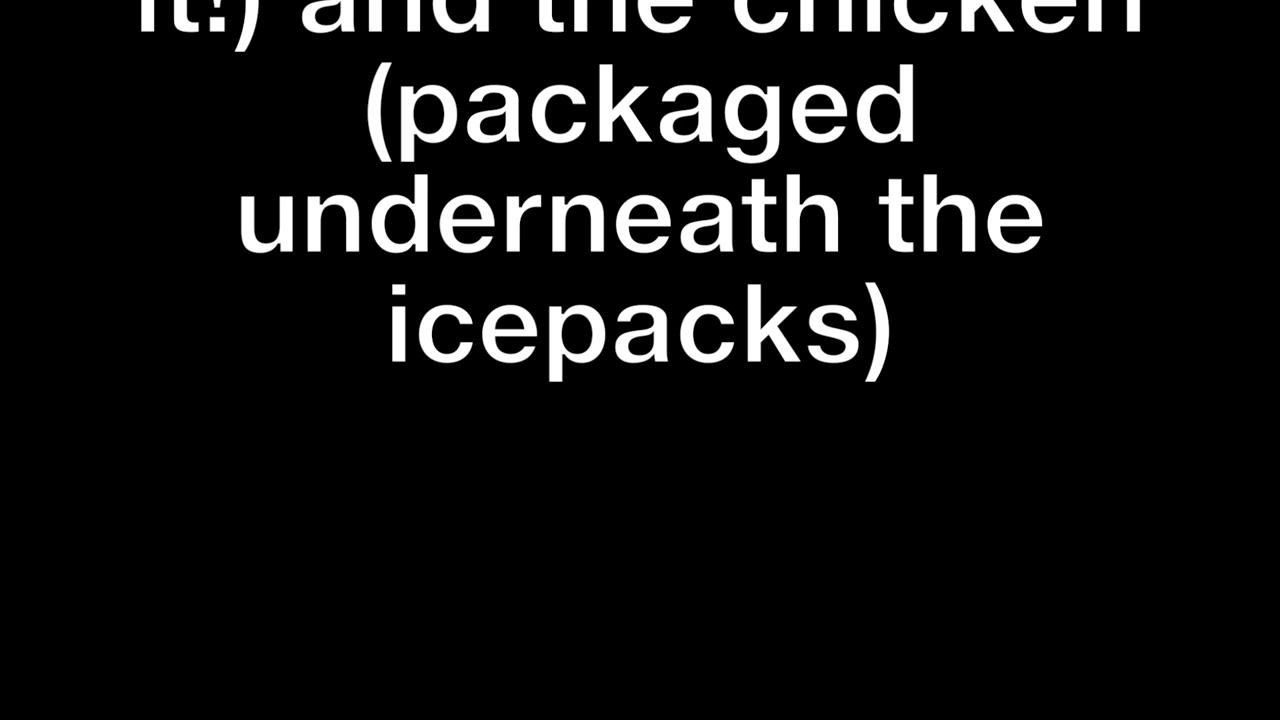 it!) and the chicken
(packaged
underneath the
icepacks)